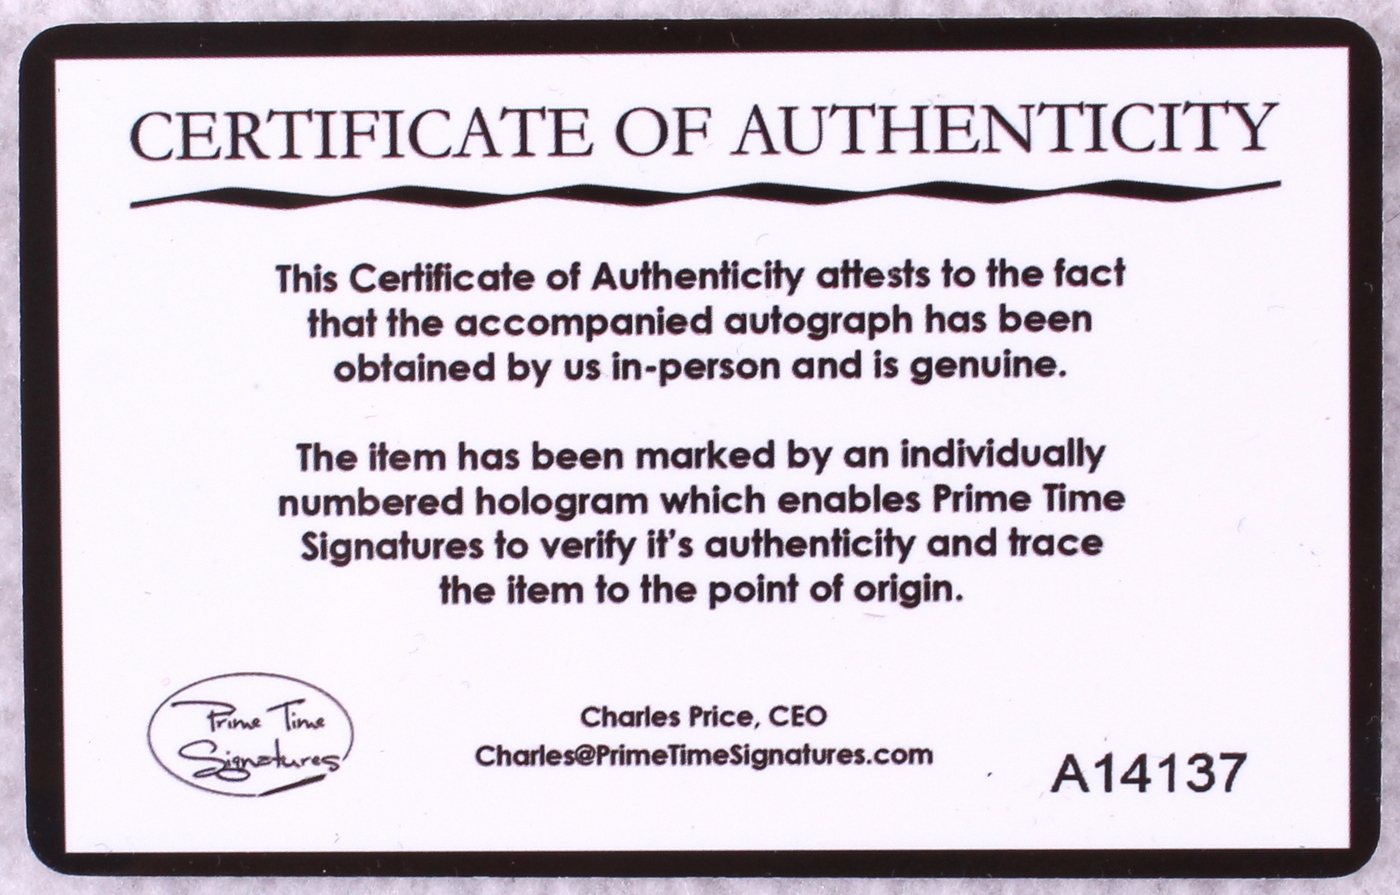 CERTIFICATE OF AUTHENTICITY
This Certificate of Authenticity attests to the fact
that the accompanied autograph has been
obtained by us in-person and is genuine.
The item has been marked by an individually
numbered hologram which enables Prime Time
Signatures to verify it's authenticity and trace
the item to the point of origin.
Prime Time
Signatures
Charles Price, CEO
Charles@PrimeTimeSignatures.com
A14137